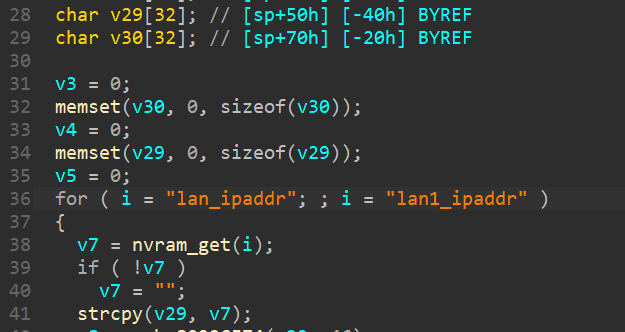 28 char v29[32]; // [sp+50h] [-40h] BYREF
29 char v30[32]; // [sp+70h] [-20h] BYREF
30
31 v3 = 0;
32 memset(v30, 0, sizeof(v30));
33 v4 = 0;
34 memset(v29, 0, sizeof(v29));
35 v5 = 0;
36 for ( i = "lan_ipaddr"; ; i = "lan1_ipaddr" )
37 {
38 v7 = nvram_get(i);
39 if ( !v7 )
40 v7 = "";
41 strcpy(v29, v7);